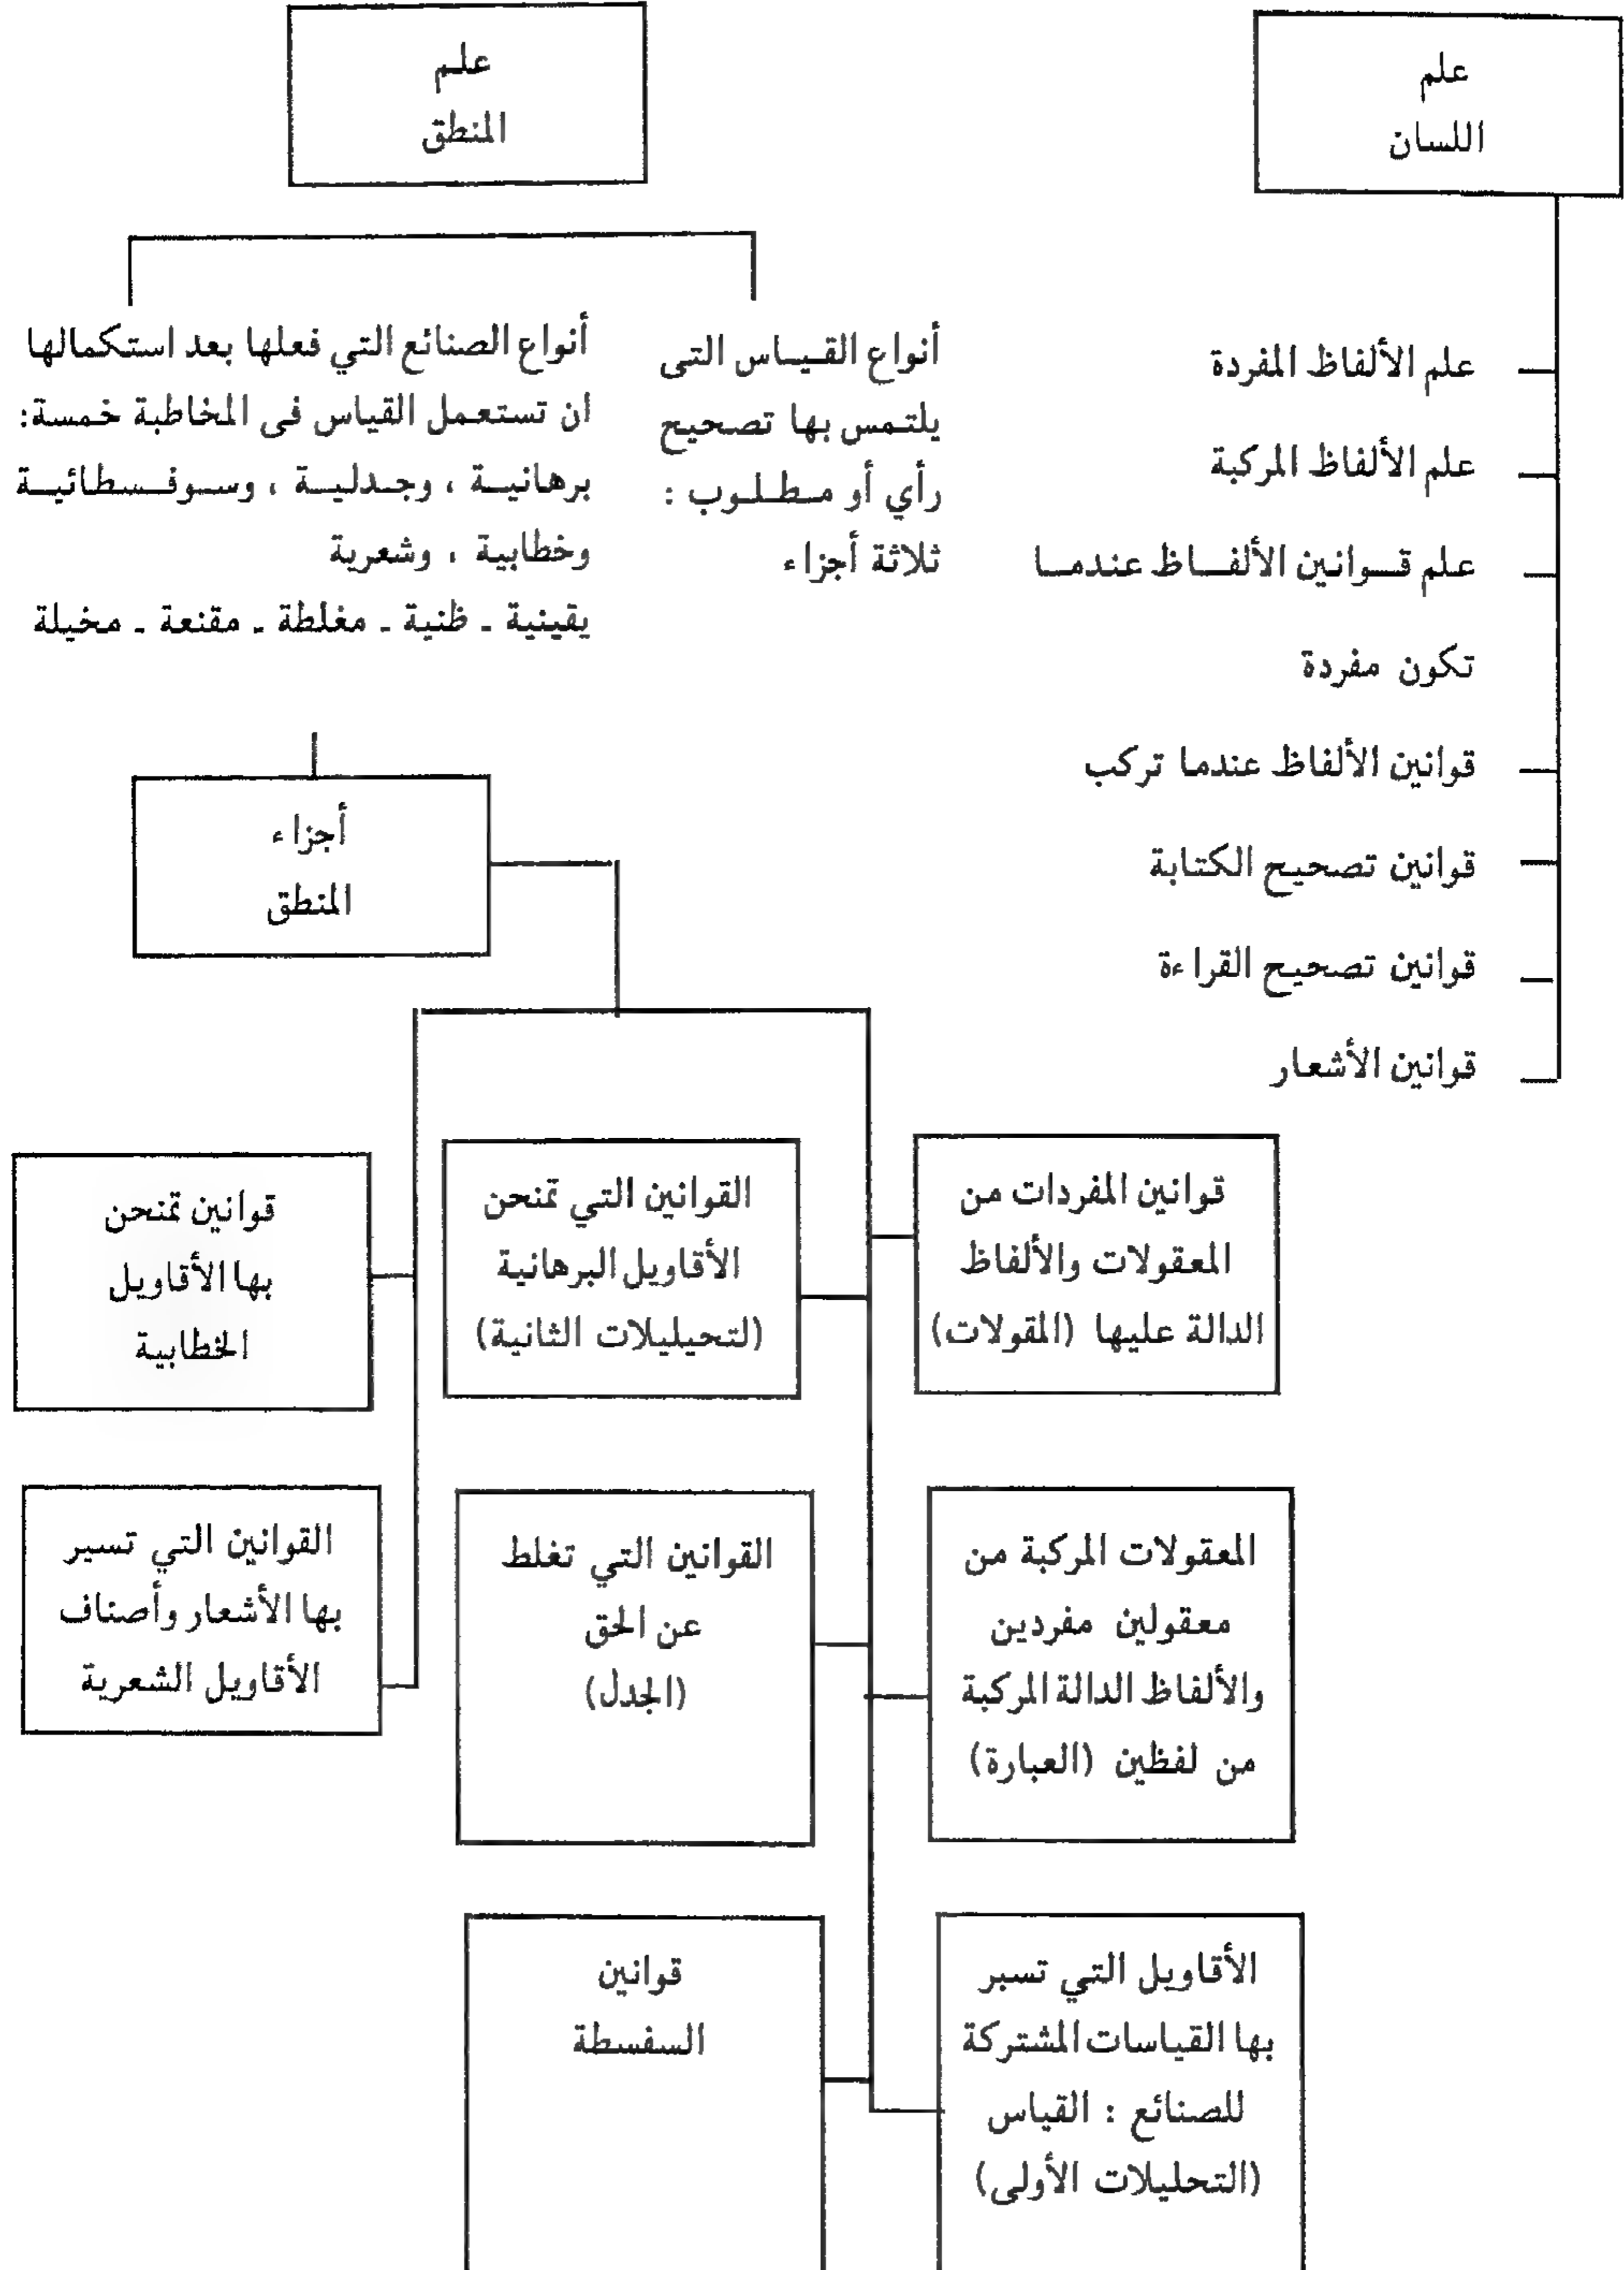 علم
اللسان
علم الألفاظ المفردة
علم الألفاظ المركبة
علم قوانين الألفاظ عندما
تكون مفردة
قوانين الألفاظ عندما تركب
قوانين تصحيح الكتابة
قوانين تصحيح القراءة
قوانين الأشعار
علم
المنطق
أنواع القياس التى
يلتمس بها تصحيح
رأي أو مطلوب :
ثلاثة أجزاء
أنواع الصنائع التي فعلها بعد استكمالها
ان تستعمل القياس فى المخاطبة خمسة:
برهانية ، وجدلية ، وسوفسطائية
وخطابية ، وشعرية
يقينية ـ ظنية ـ مغلطة ـ مقنعة ـ مخيلة
أجزاء
المنطق
قوانين المفردات من
المعقولات والألفاظ
الدالة عليها (المقولات)
المعقولات المركبة من
معقولين مفردين
والألفاظ الدالة المركبة
من لفظين (العبارة)
الأقاويل التي تسبر
بها القياسات المشتركة
للصنائع : القياس
(التحليلات الأولى)
القوانين التي تمنحن
الأقاويل البرهانية
(لتحيليلات الثانية)
القوانين التي تغلط
عن الحق
(الجدل)
قوانين
السفسطة
قوانين تمنحن
بها الأقاويل
الخطابية
القوانين التي تسير
بها الأشعار وأصناف
الأقاويل الشعرية